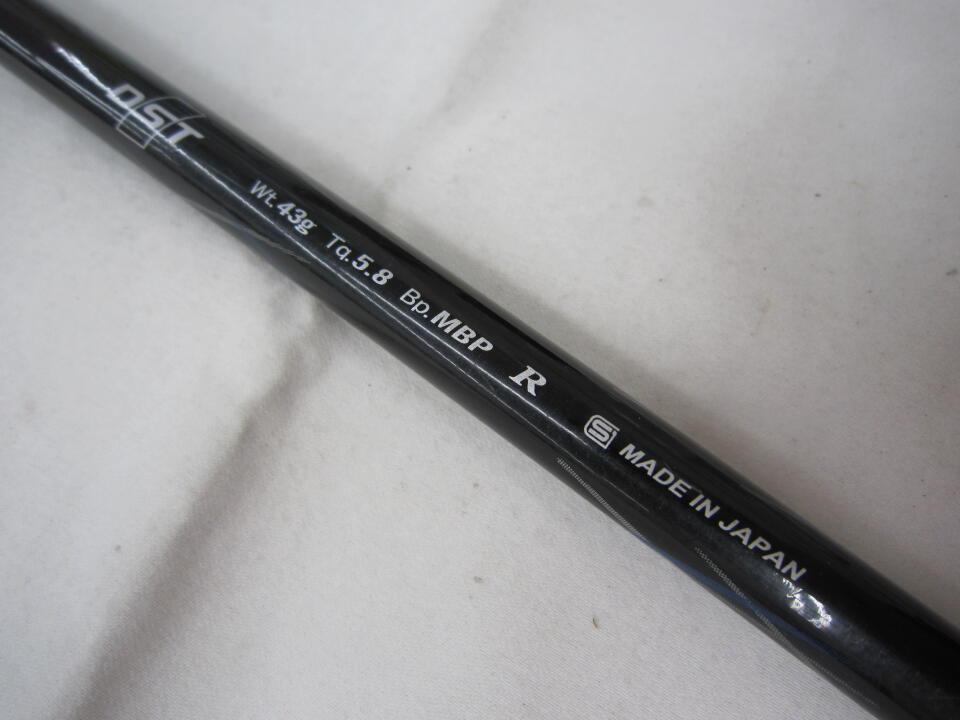 DST
Wt.43g Tq.5.8 Bp.MBP R
S MADE IN JAPAN